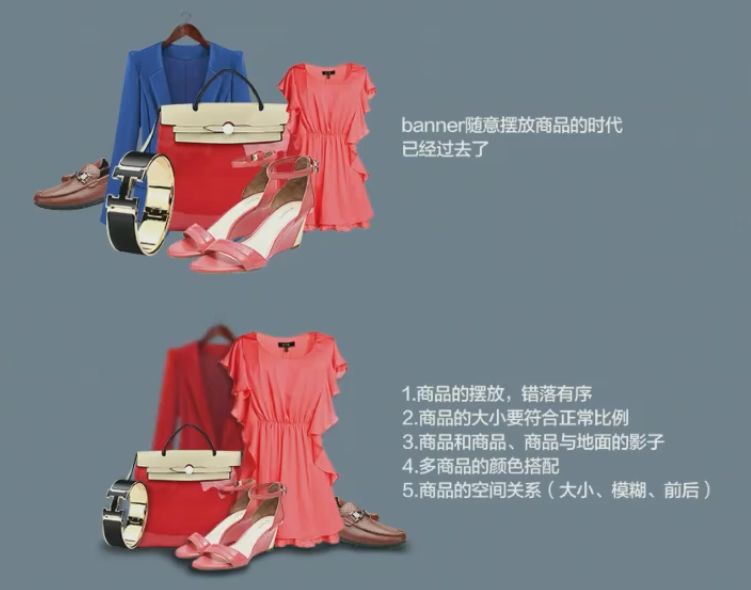 banner随意摆放商品的时代
已经过去了
1.商品的摆放，错落有序
2.商品的大小要符合正常比例
3.商品和商品、商品与地面的影子
4.多商品的颜色搭配
5.商品的空间关系（大小、模糊、前后）